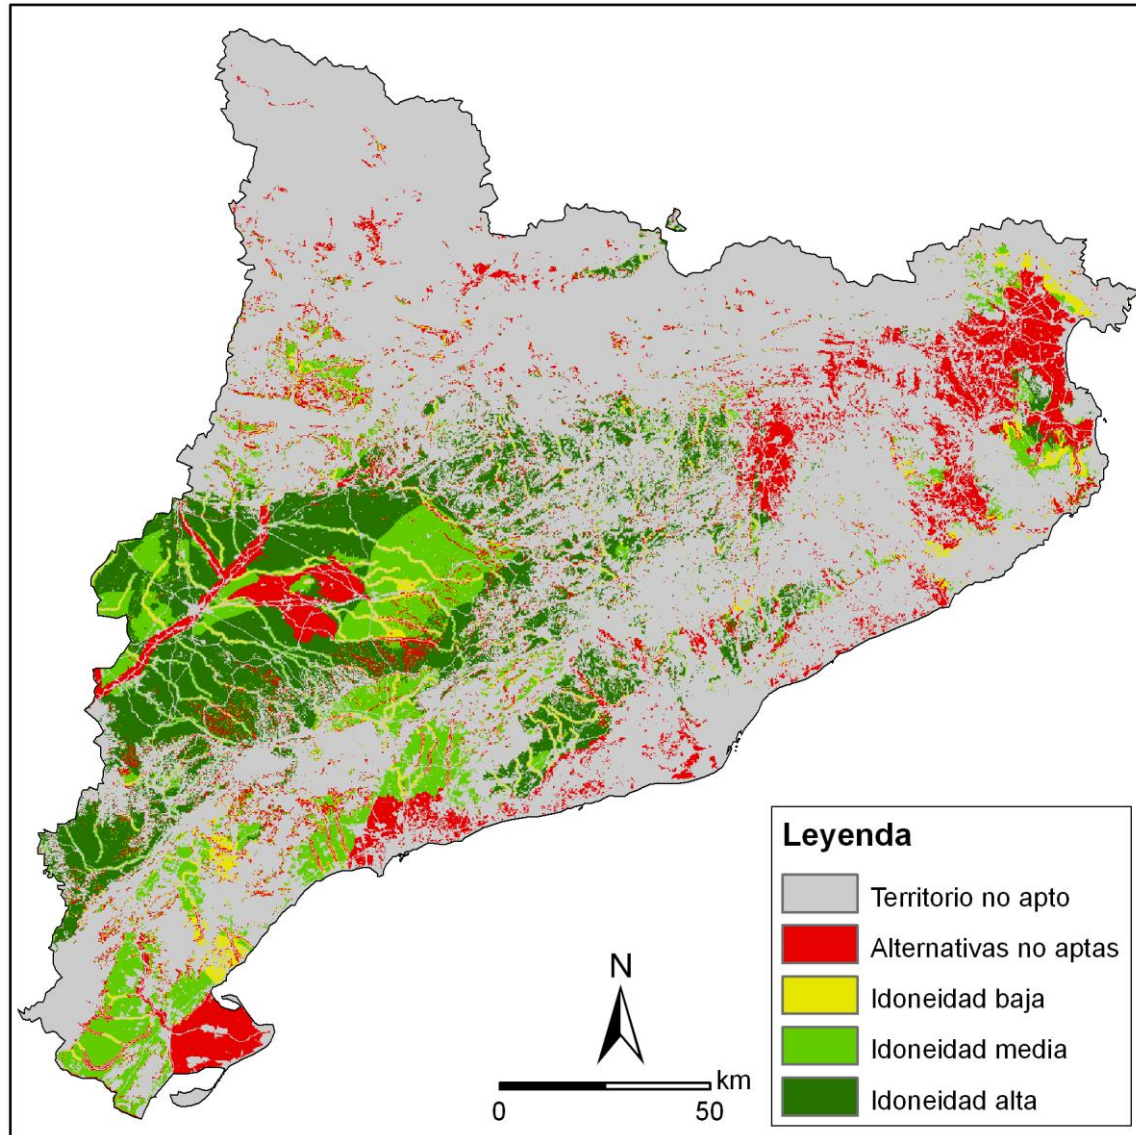 Leyenda
Territorio no apto
Alternativas no aptas
Idoneidad baja
Idoneidad media
Idoneidad alta
N
km
0 50